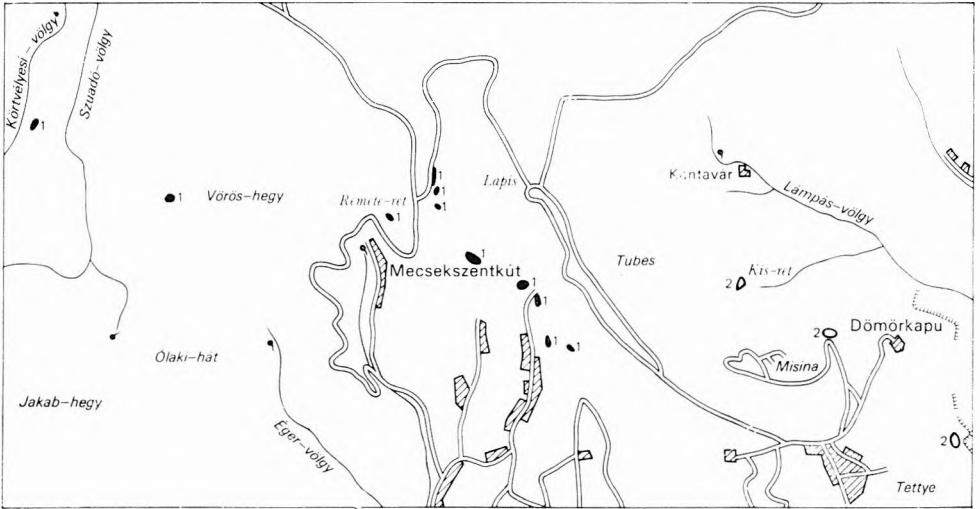 Körtvélyesi-völgy
Szuadó-völgy
1
1
Vörös-hegy
Remete-rét
1
1
1
1
Lapis
Kantavár
Lámpás-völgy
Tubes
2 Kis-rét
Mecsekszentkút
1
1
1
1
1
2
Dömörkapu
Misina
Ólaki-hát
Jakab-hegy
Éger-völgy
2
Tettye